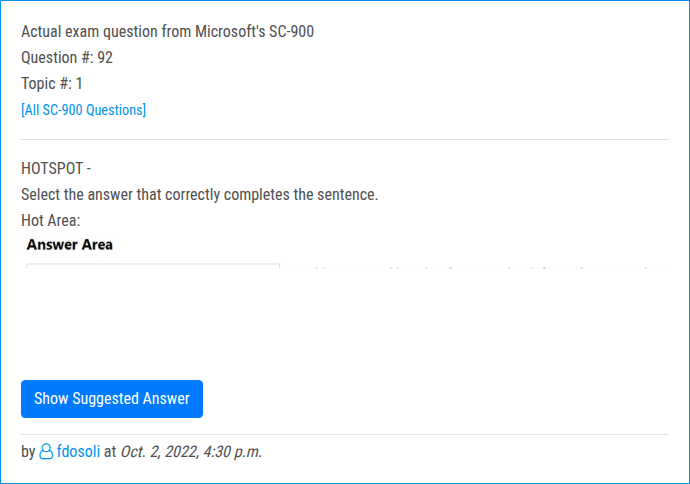 Actual exam question from Microsoft's SC-900
Question #: 92
Topic #: 1
[All SC-900 Questions]
HOTSPOT -
Select the answer that correctly completes the sentence.
Hot Area:
Answer Area
Show Suggested Answer
by fdosoli at Oct. 2, 2022, 4:30 p.m.